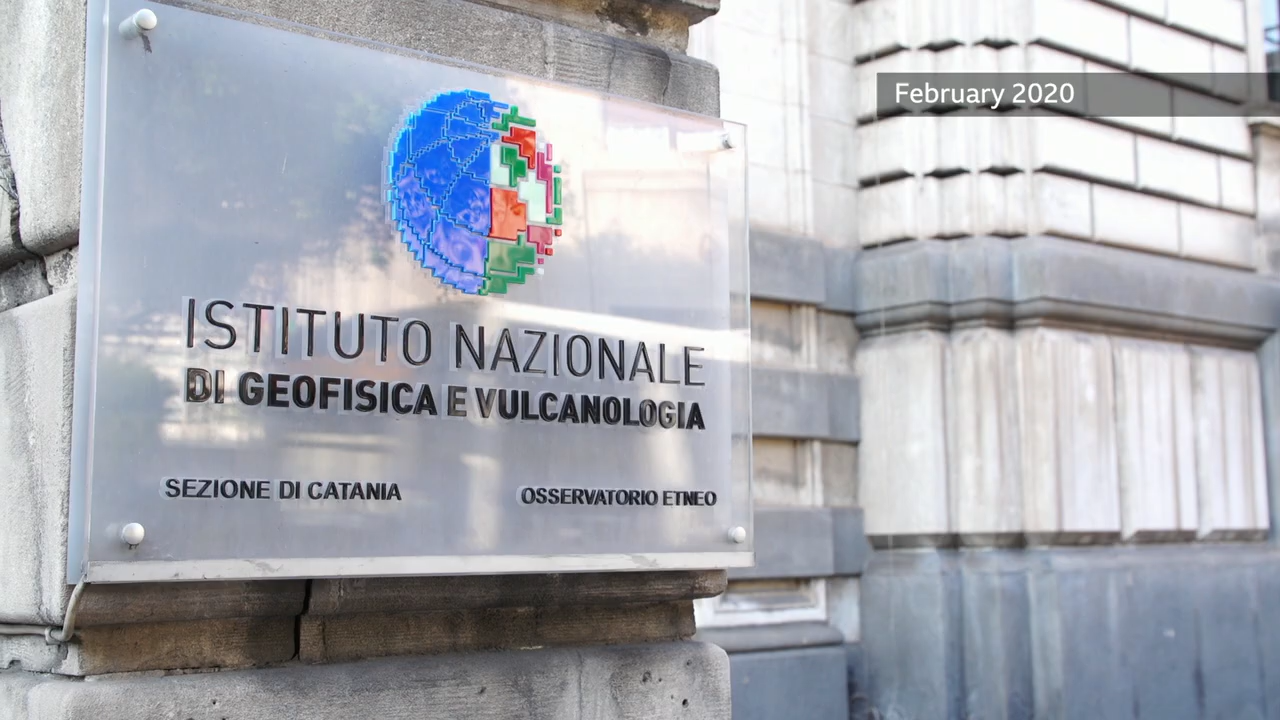 February 2020
ISTITUTO NAZIONALE
DI GEOFISICA E VULCANOLOGIA
SEZIONE DI CATANIA
OSSERVATORIO ETNEO